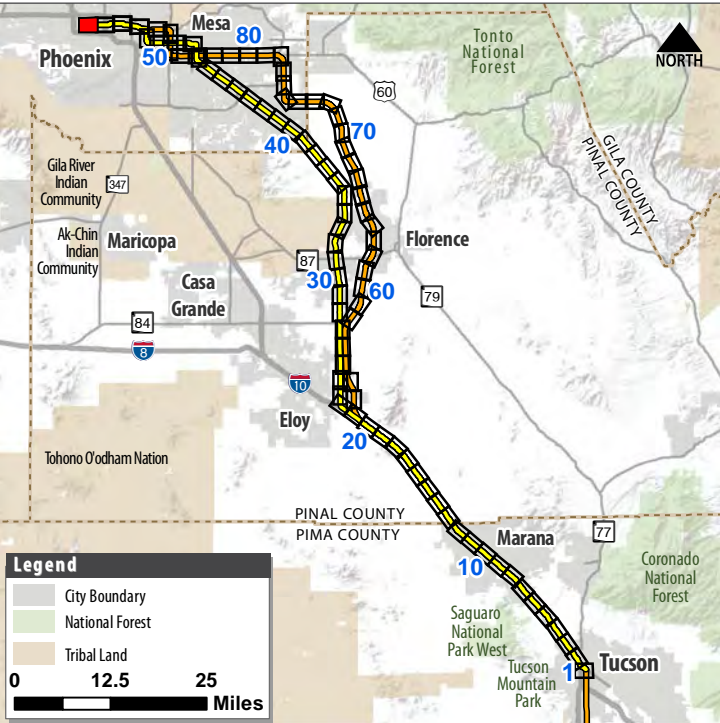 Mesa
80
Tonto
National
Forest
NORTH
Phoenix
50
60
70
40
GILA COUNTY
PINAL COUNTY
Gila River
Indian
Community
347
Ak-Chin
Indian
Community
Maricopa
Florence
87
30
Casa
Grande
60
79
84
8
10
Eloy
20
Tohono O'odham Nation
PINAL COUNTY
PIMA COUNTY
Marana
77
10
Coronado
National
Forest
Saguaro
National
Park West
Tucson
Mountain
Park
1
Tucson
Legend
City Boundary
National Forest
Tribal Land
0 12.5 25
Miles